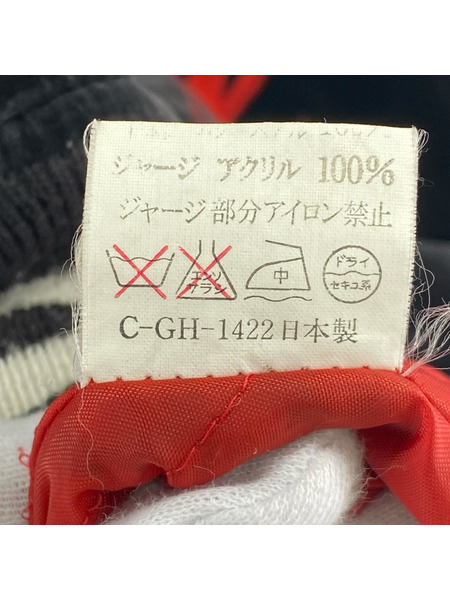 ジャージ アクリル 100%
ジャージ部分アイロン禁止
エンソ サラシ 中 ドライ セキユ系
C-GH-1422日本製